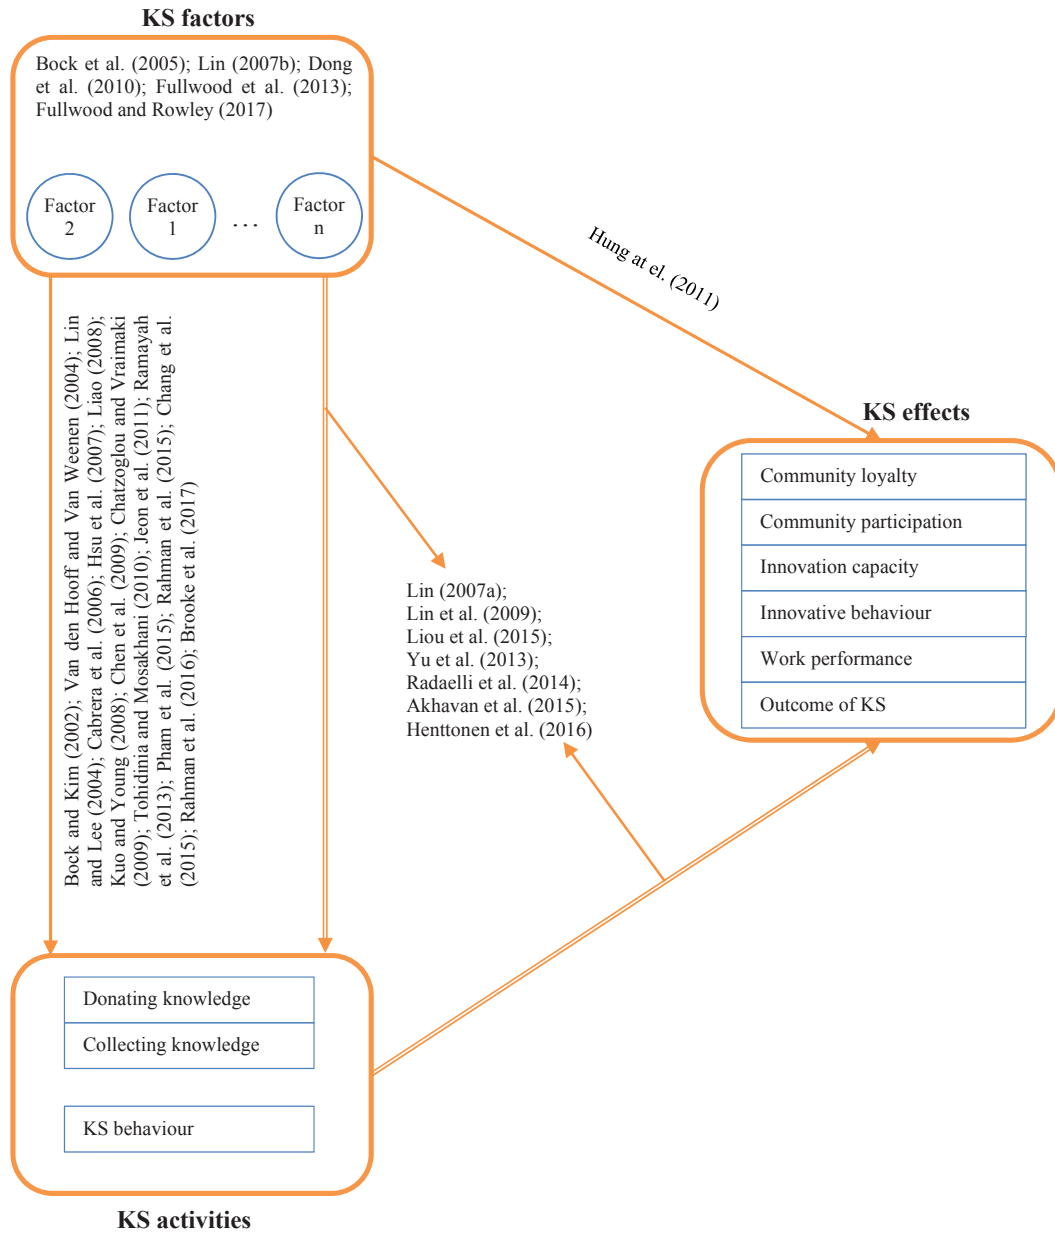 KS factors
Bock et al. (2005); Lin (2007b); Dong
et al. (2010); Fullwood et al. (2013);
Fullwood and Rowley (2017)
Factor
2
Factor
1
...
Factor
n
Hung at el. (2011)
Bock and Kim (2002); Van den Hooff and Van Weenen (2004); Lin
and Lee (2004); Cabrera et al. (2006); Hsu et al. (2007); Liao (2008);
Kuo and Young (2008); Chen et al. (2009); Chatzoglou and Vraimaki
(2009); Tohidinia and Mosakhani (2010); Jeon et al. (2011); Ramayah
et al. (2013); Pham et al. (2015); Rahman et al. (2015); Chang et al.
(2015); Rahman et al. (2016); Brooke et al. (2017)
Lin (2007a);
Lin et al. (2009);
Liou et al. (2015);
Yu et al. (2013);
Radaelli et al. (2014);
Akhavan et al. (2015);
Henttonen et al. (2016)
KS effects
Community loyalty
Community participation
Innovation capacity
Innovative behaviour
Work performance
Outcome of KS
Donating knowledge
Collecting knowledge
KS behaviour
KS activities